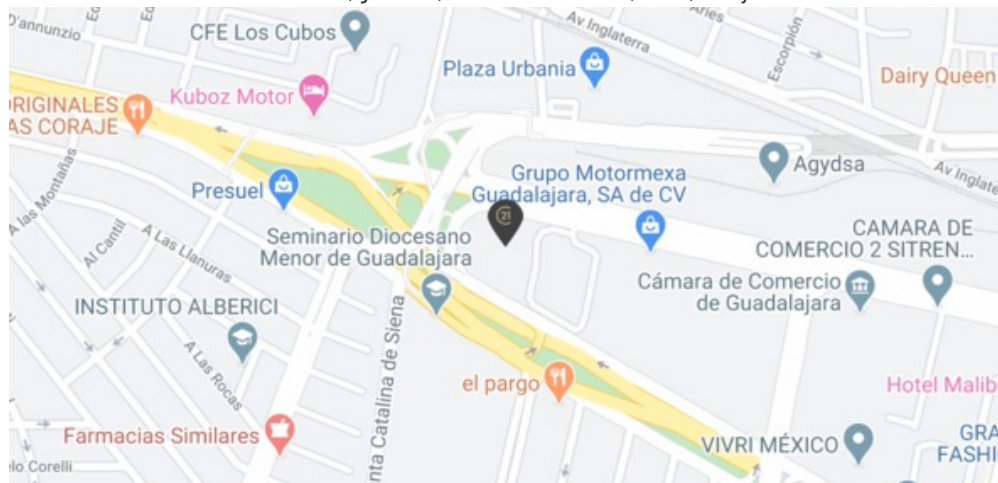 D'annunzio
CFE Los Cubos
Av Inglaterra
Aries
Escorpión
Plaza Urbania
Dairy Queen
Kuboz Motor
ORIGINALES
AS CORAJE
Agydsa
Av Inglate
A las Montañas
Presuel
Grupo Motormexa
Guadalajara, SA de CV
21
Al Cantil
A Las Llanuras
Seminario Diocesano
Menor de Guadalajara
CAMARA DE
COMERCIO 2 SITREN...
Cámara de Comercio
de Guadalajara
INSTITUTO ALBERICI
A Las Rocas
nta Catalina de Siena
el pargo
Hotel Malib
Farmacias Similares
VIVRI MÉXICO
GRA
FASHI
elo Corelli